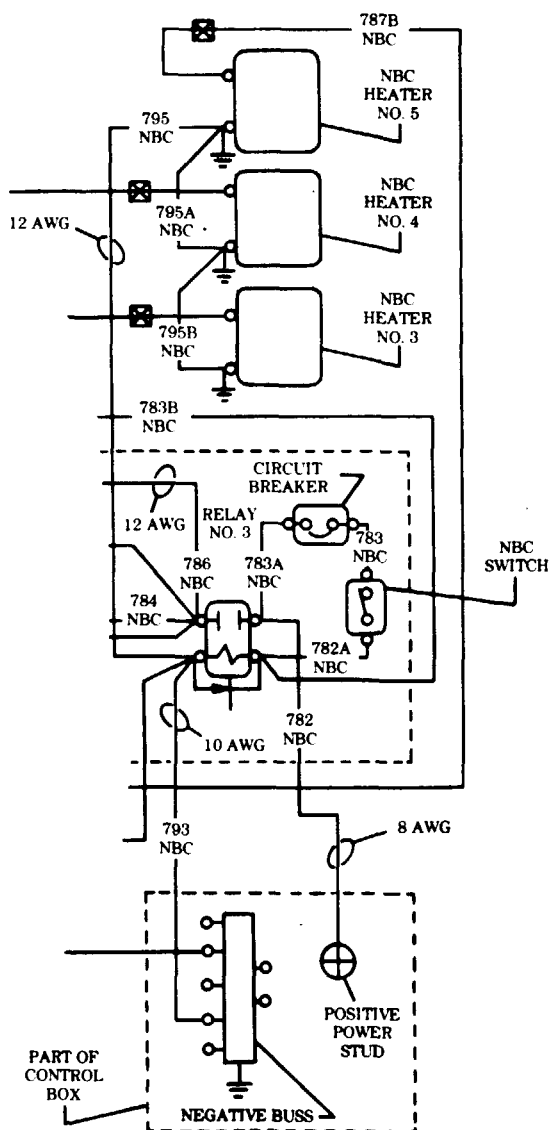 787B
NBC
NBC
HEATER
NO. 5
795
NBC
795A
NBC
12 AWG
NBC
HEATER
NO. 4
795B
NBC
NBC
HEATER
NO. 3
783B
NBC
CIRCUIT
BREAKER
12 AWG
RELAY
NO. 3
783
NBC
NBC
SWITCH
786
NBC
783A
NBC
784
NBC
782A
NBC
782
NBC
10 AWG
793
NBC
8 AWG
POSITIVE
POWER
STUD
PART OF
CONTROL
BOX
NEGATIVE BUSS